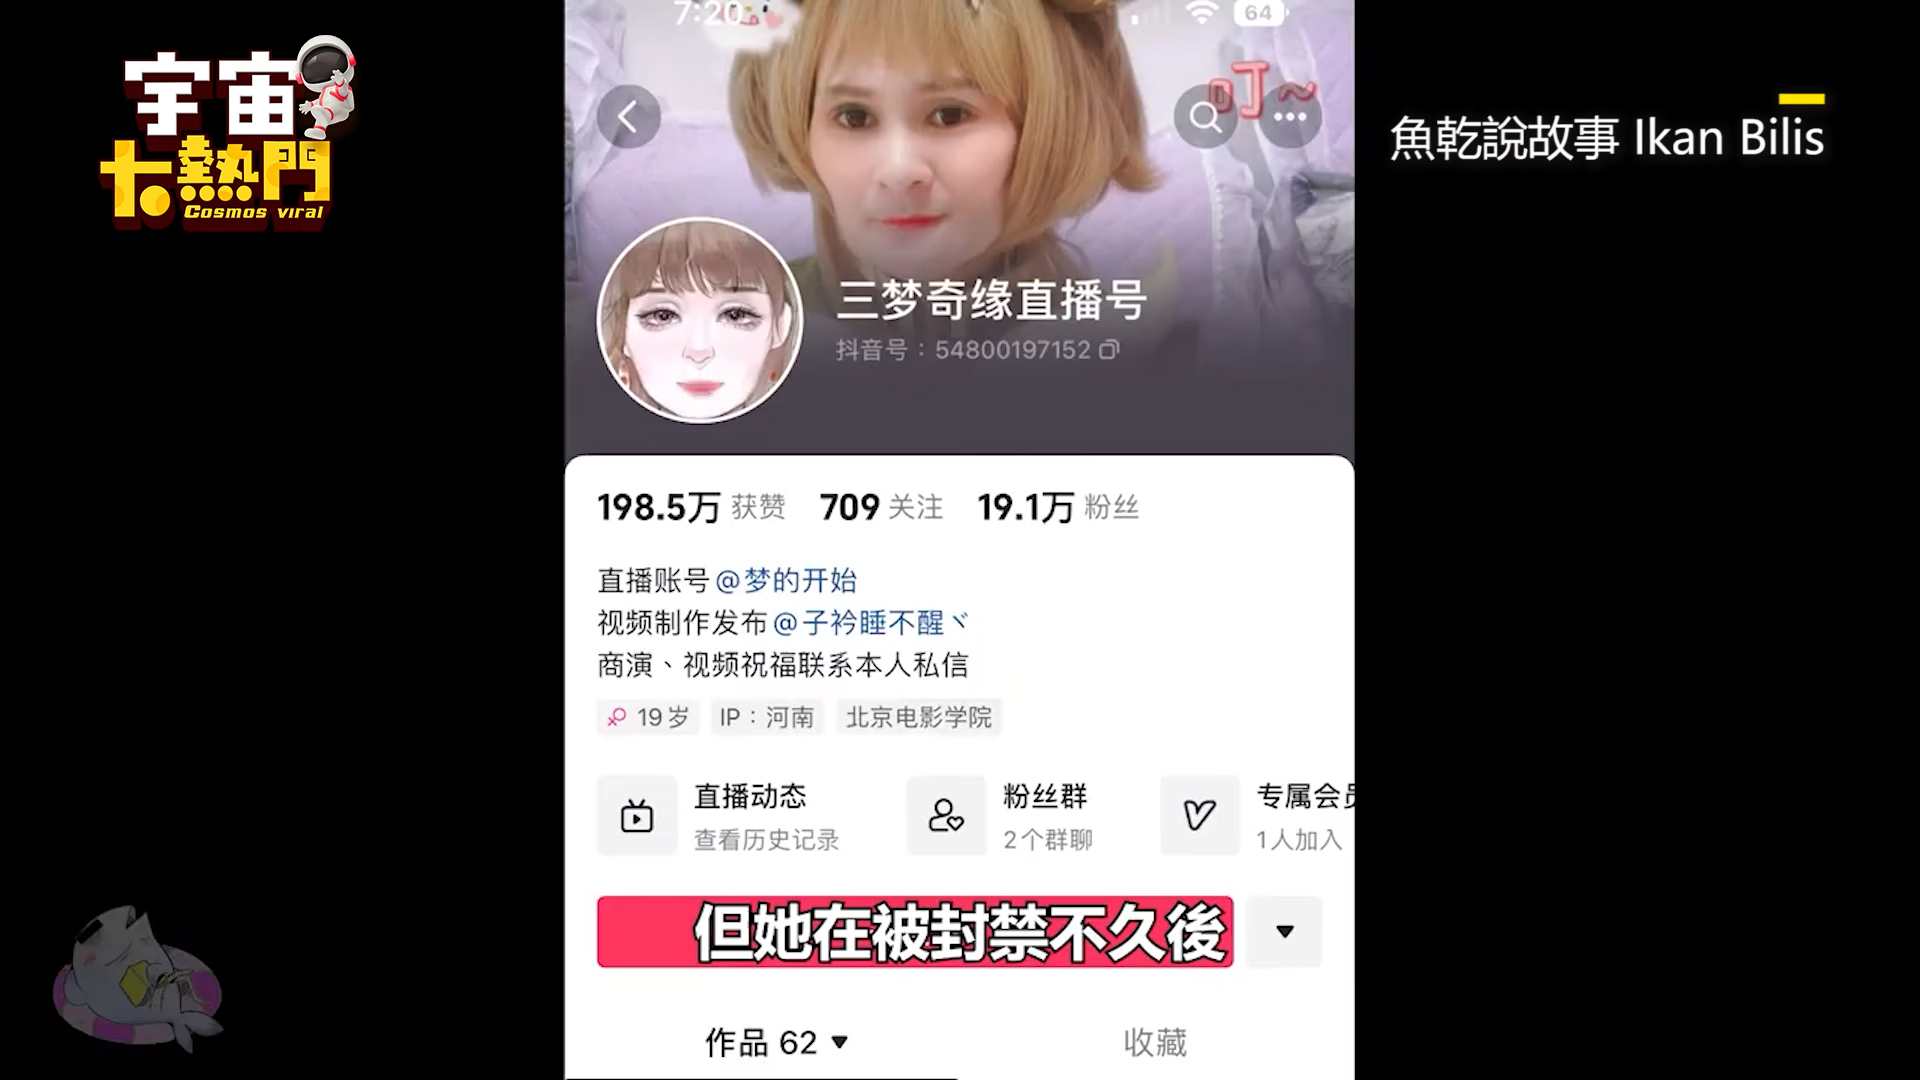 宇宙
大熱門
Cosmos viral
7:20
64
叮~
魚乾說故事 Ikan Bilis
三梦奇缘直播号
抖音号：54800197152
198.5万 获赞 709 关注 19.1万 粉丝
直播账号@梦的开始
视频制作发布@子衿睡不醒ヾ
商演、视频祝福联系本人私信
19岁 IP：河南 北京电影学院
直播动态 粉丝群 专属会员
查看历史记录 2个群聊 1人加入
但她在被封禁不久後
作品 62 收藏